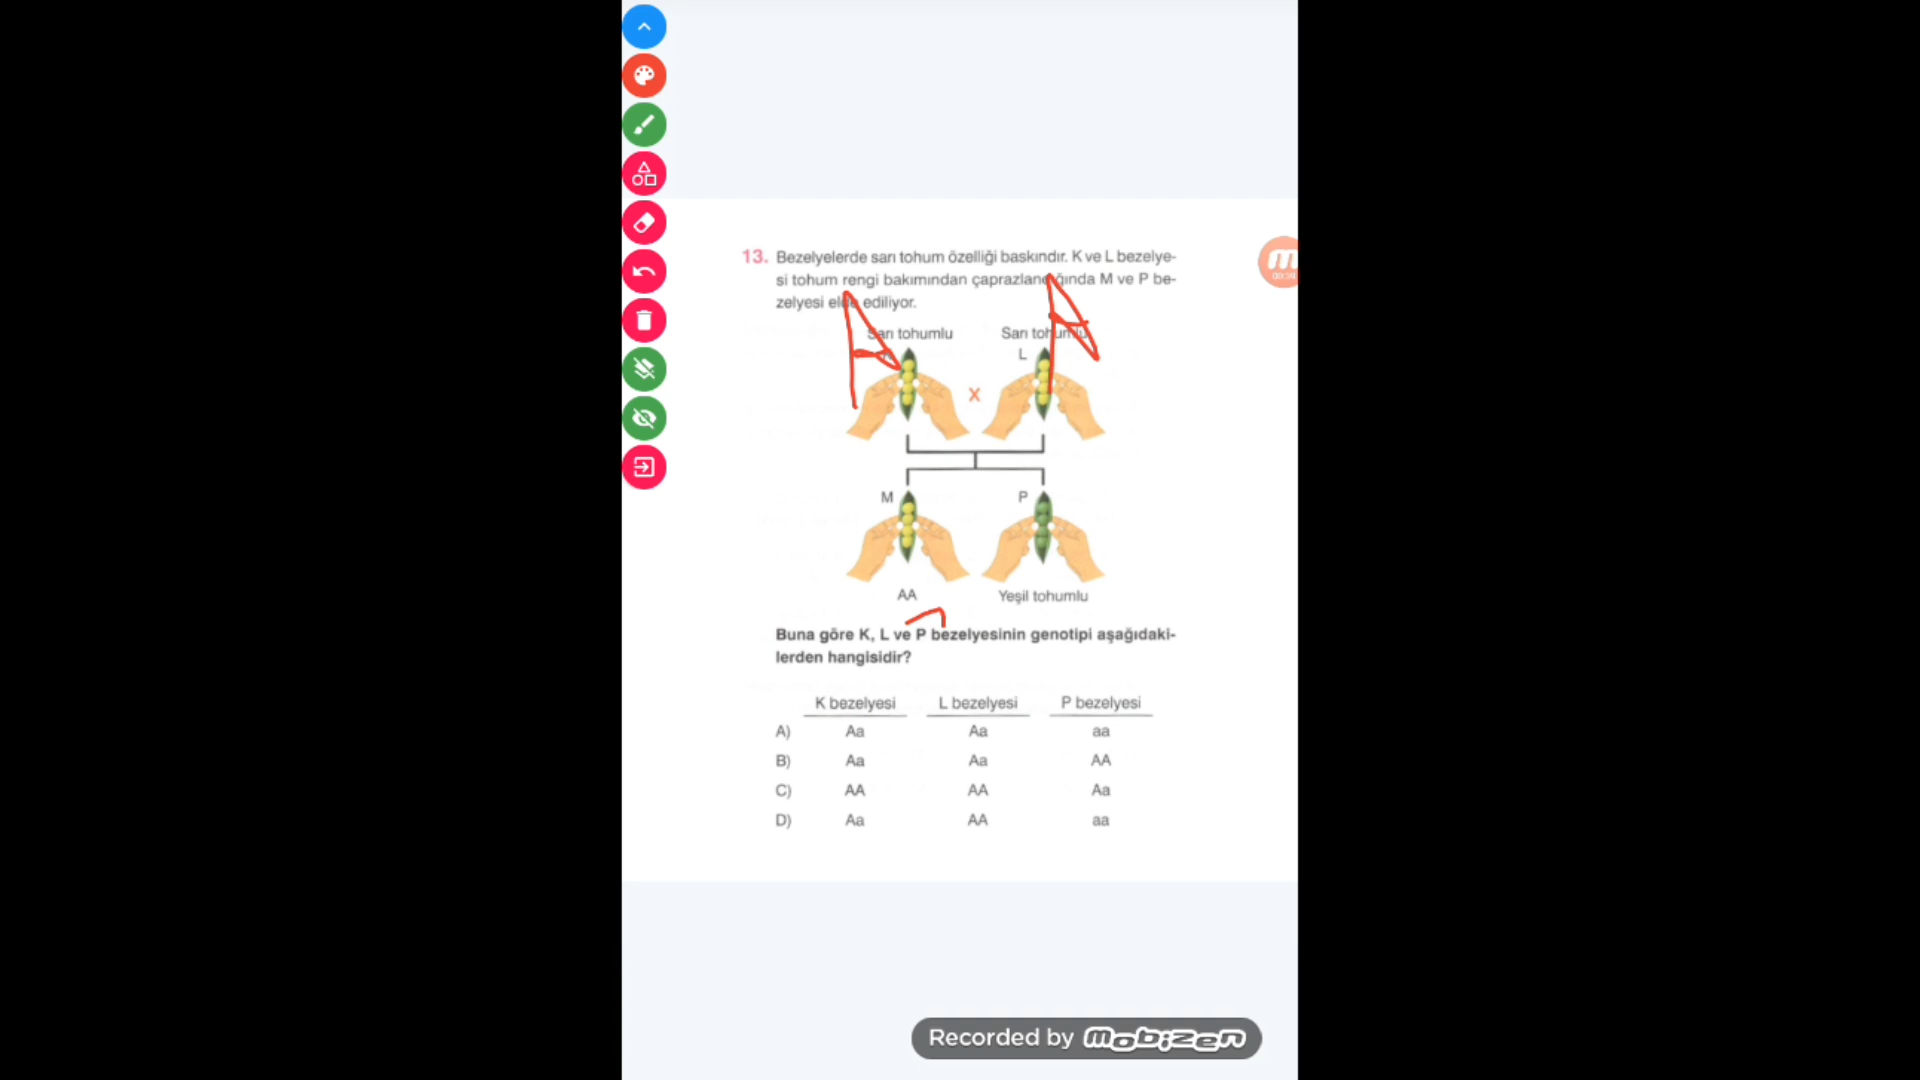 13. Bezelyelerde sarı tohum özelliği baskındır. K ve L bezelye-
si tohum rengi bakımından çaprazlandığında M ve P be-
zelyesi elde ediliyor.
Sarı tohumlu Sarı tohumlu
L
X
M P
AA Yeşil tohumlu
Buna göre K, L ve P bezelyesinin genotipi aşağıdaki-
lerden hangisidir?
K bezelyesi L bezelyesi P bezelyesi
A) Aa Aa aa
B) Aa Aa AA
C) AA AA Aa
D) Aa AA aa
A A
Recorded by mobizen